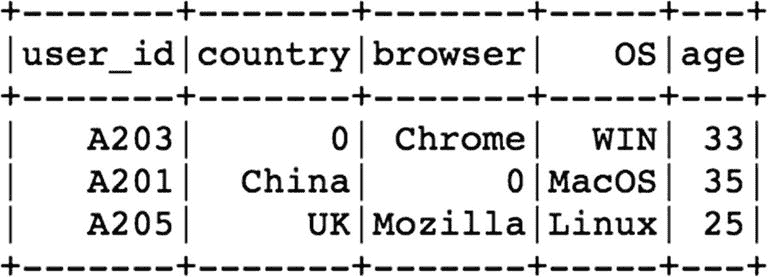 +-------+-------+-------+-----+---+
|user_id|country|browser|   OS|age|
+-------+-------+-------+-----+---+
|   A203|      0| Chrome|  WIN| 33|
|   A201|  China|      0|MacOS| 35|
|   A205|     UK|Mozilla|Linux| 25|
+-------+-------+-------+-----+---+